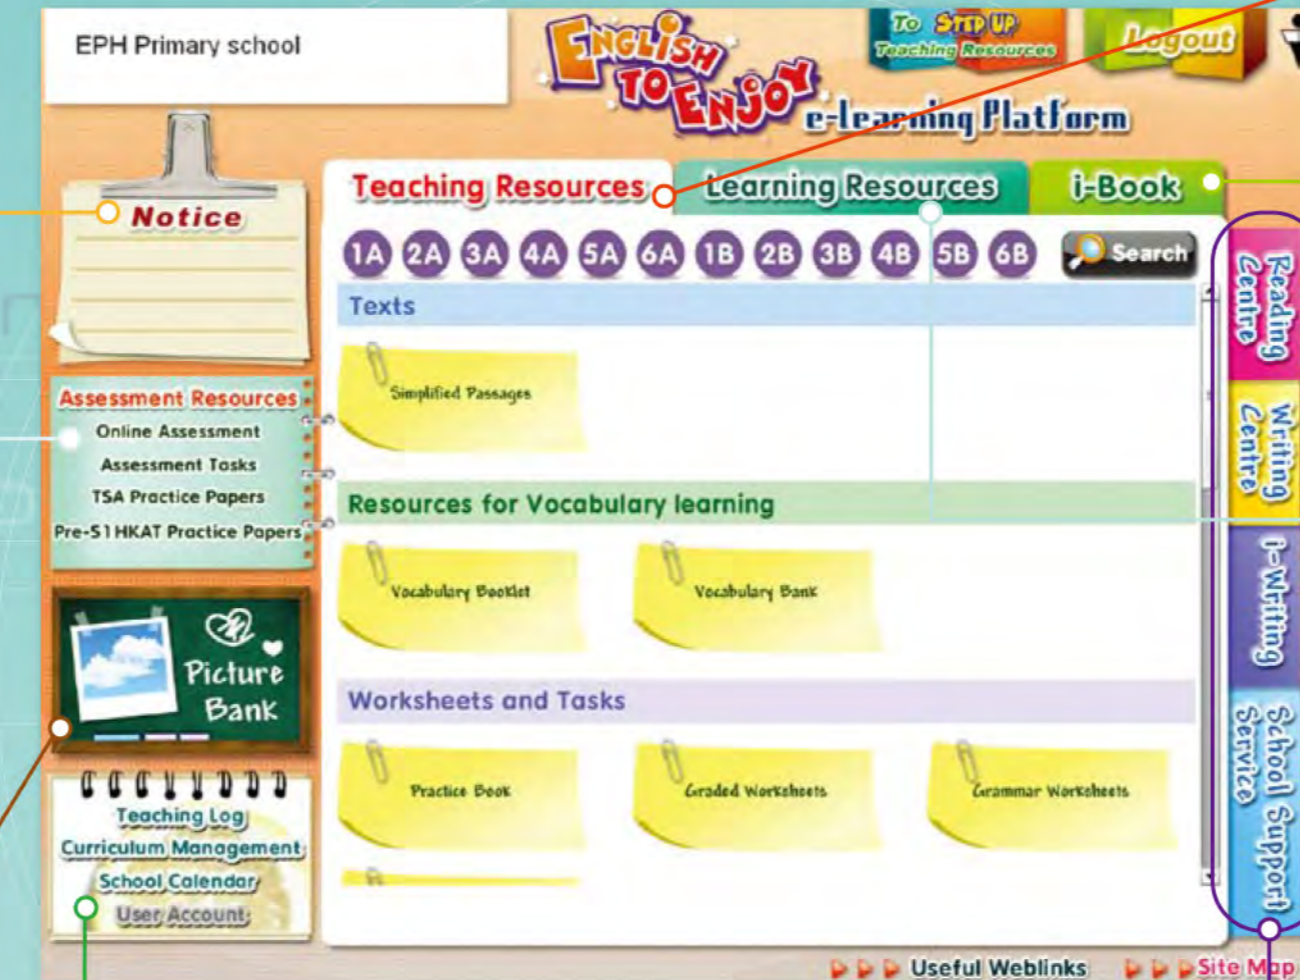 EPH Primary school
ENGLISH
TO
ENJOY
e-learning Platform
To STEP UP
Teaching Resources
Logout
Notice
Teaching Resources
Learning Resources
i-Book
1A 2A 3A 4A 5A 6A 1B 2B 3B 4B 5B 6B
Search
Texts
Simplified Passages
Resources for Vocabulary learning
Vocabulary Booklet
Vocabulary Bank
Worksheets and Tasks
Practice Book
Graded Worksheets
Grammar Worksheets
Assessment Resources
Online Assessment
Assessment Tasks
TSA Practice Papers
Pre-S1 HKAT Practice Papers
Picture
Bank
Teaching Log
Curriculum Management
School Calendar
User Account
Reading
Centre
Writing
Centre
i-Writing
School Support
Service
Useful Weblinks
Site Map